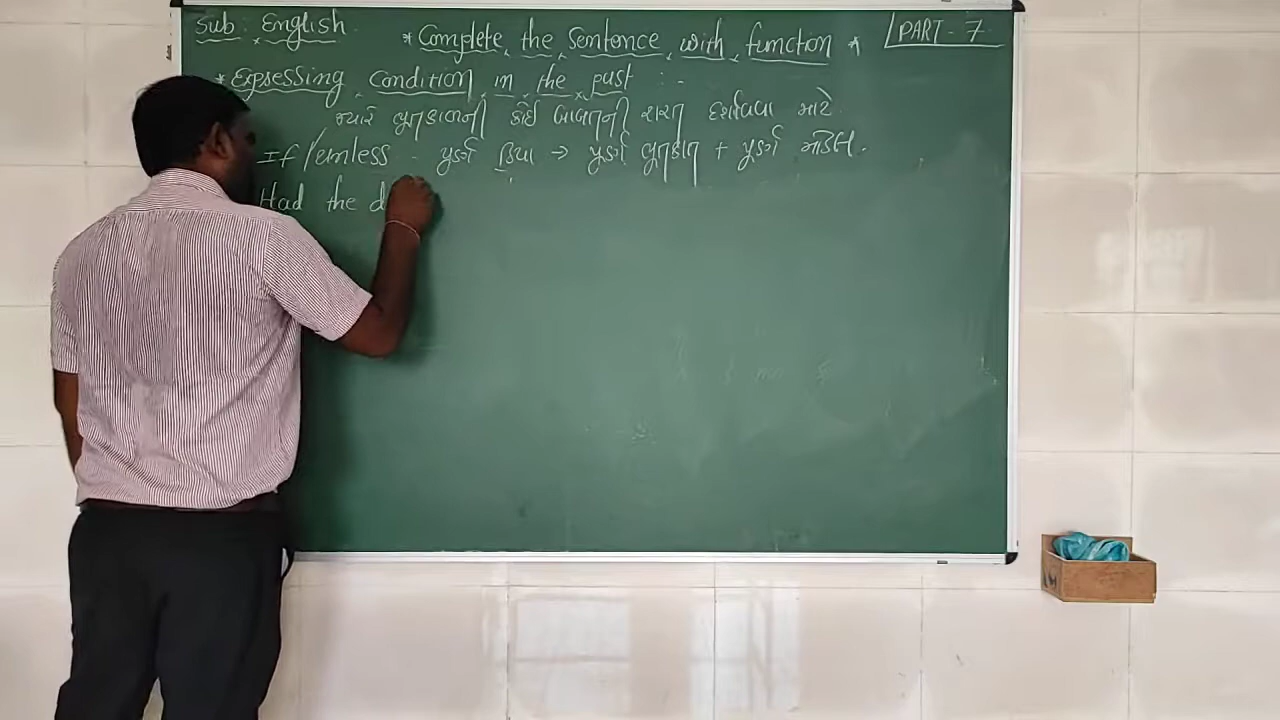 Sub : English
* Complete the Sentence with function *
PART - 7
* Expsessing Condition in the past :-
જ્યારે ભૂતકાળની કોઈ બાબતની શરત દર્શાવવા માટે
If / unless - પૂર્ણ ક્રિયા → પૂર્ણ ભૂતકાળ + પૂર્ણ મોડલ.
Had the d